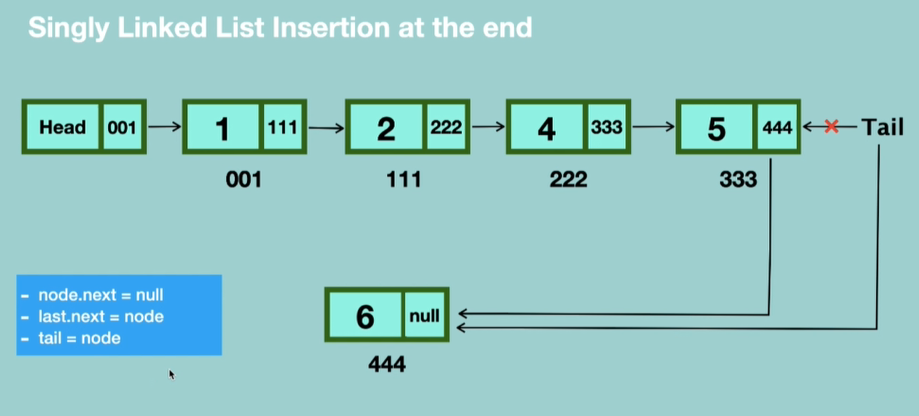 Singly Linked List Insertion at the end
Head 001 1 111 2 222 4 333 5 444 Tail
001 111 222 333
- node.next = null
- last.next = node
- tail = node
6 null
444